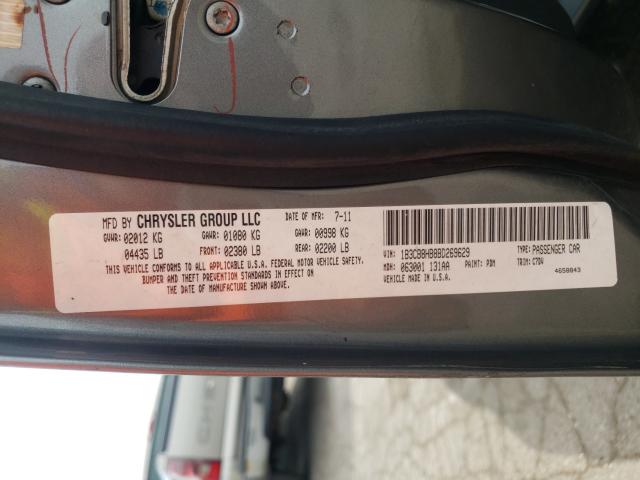 MFD BY CHRYSLER GROUP LLC DATE OF MFR: 7-11
GVWR: 02012 KG GAWR: 01080 KG GAWR: 00998 KG
04435 LB FRONT: 02380 LB REAR: 02200 LB
THIS VEHICLE CONFORMS TO ALL APPLICABLE U.S.A. FEDERAL MOTOR VEHICLE SAFETY,
BUMPER AND THEFT PREVENTION STANDARDS IN EFFECT ON
THE DATE OF MANUFACTURE SHOWN ABOVE.
VIN: 1B3CB8HB8BD269629 TYPE: PASSENGER CAR
MDH: 063001 131AA PAINT: PDM TRIM: C7DV
VEHICLE MADE IN U.S.A. 4658043